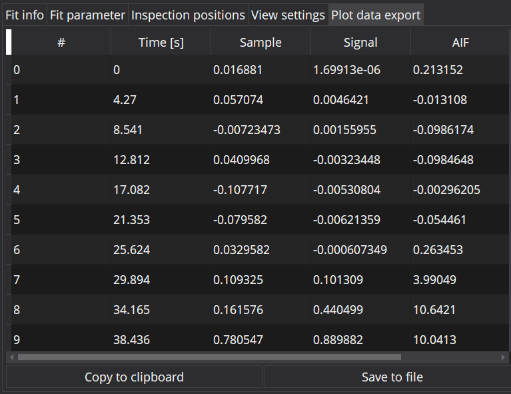 Fit info Fit parameter Inspection positions View settings Plot data export
# Time [s] Sample Signal AIF
0 0 0.016881 1.69913e-06 0.213152
1 4.27 0.057074 0.0046421 -0.013108
2 8.541 -0.00723473 0.00155955 -0.0986174
3 12.812 0.0409968 -0.00323448 -0.0984648
4 17.082 -0.107717 -0.00530804 -0.00296205
5 21.353 -0.079582 -0.00621359 -0.054461
6 25.624 0.0329582 -0.000607349 0.263453
7 29.894 0.109325 0.101309 3.99049
8 34.165 0.161576 0.440499 10.6421
9 38.436 0.780547 0.889882 10.0413
Copy to clipboard Save to file